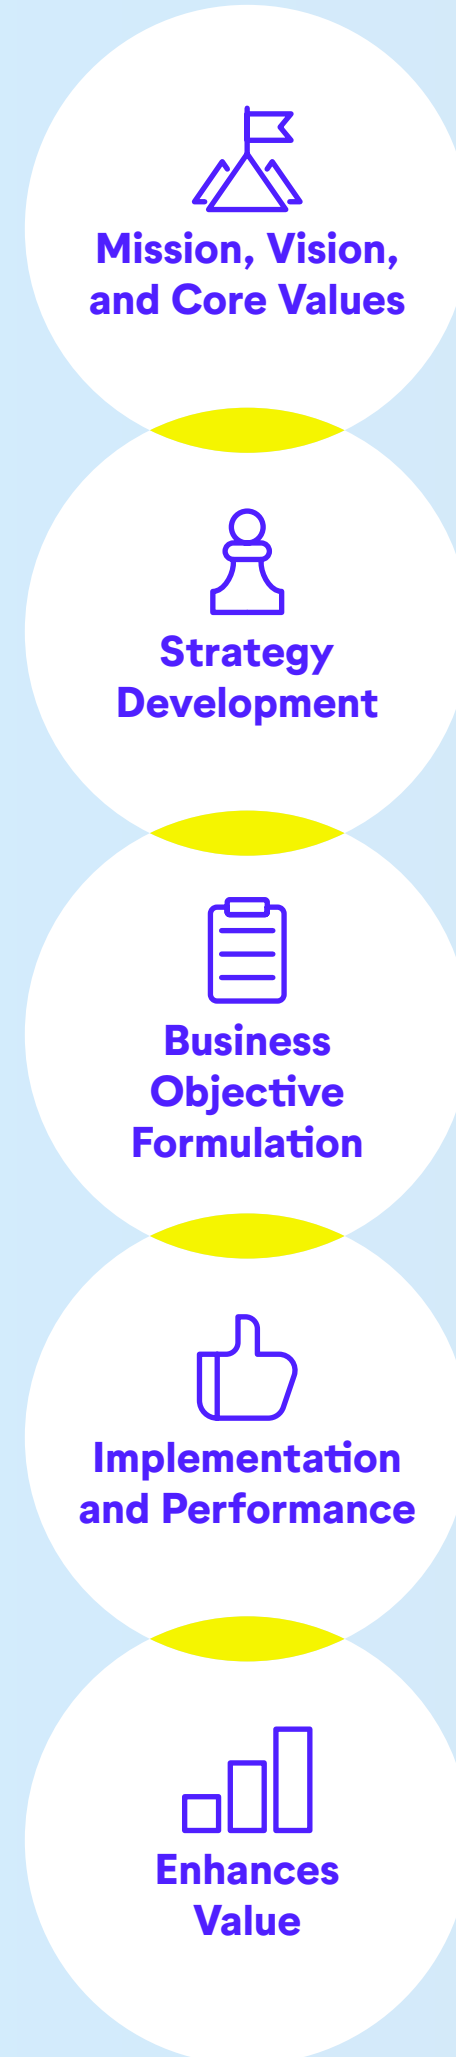 Mission, Vision,
and Core Values
Strategy
Development
Business
Objective
Formulation
Implementation
and Performance
Enhances
Value